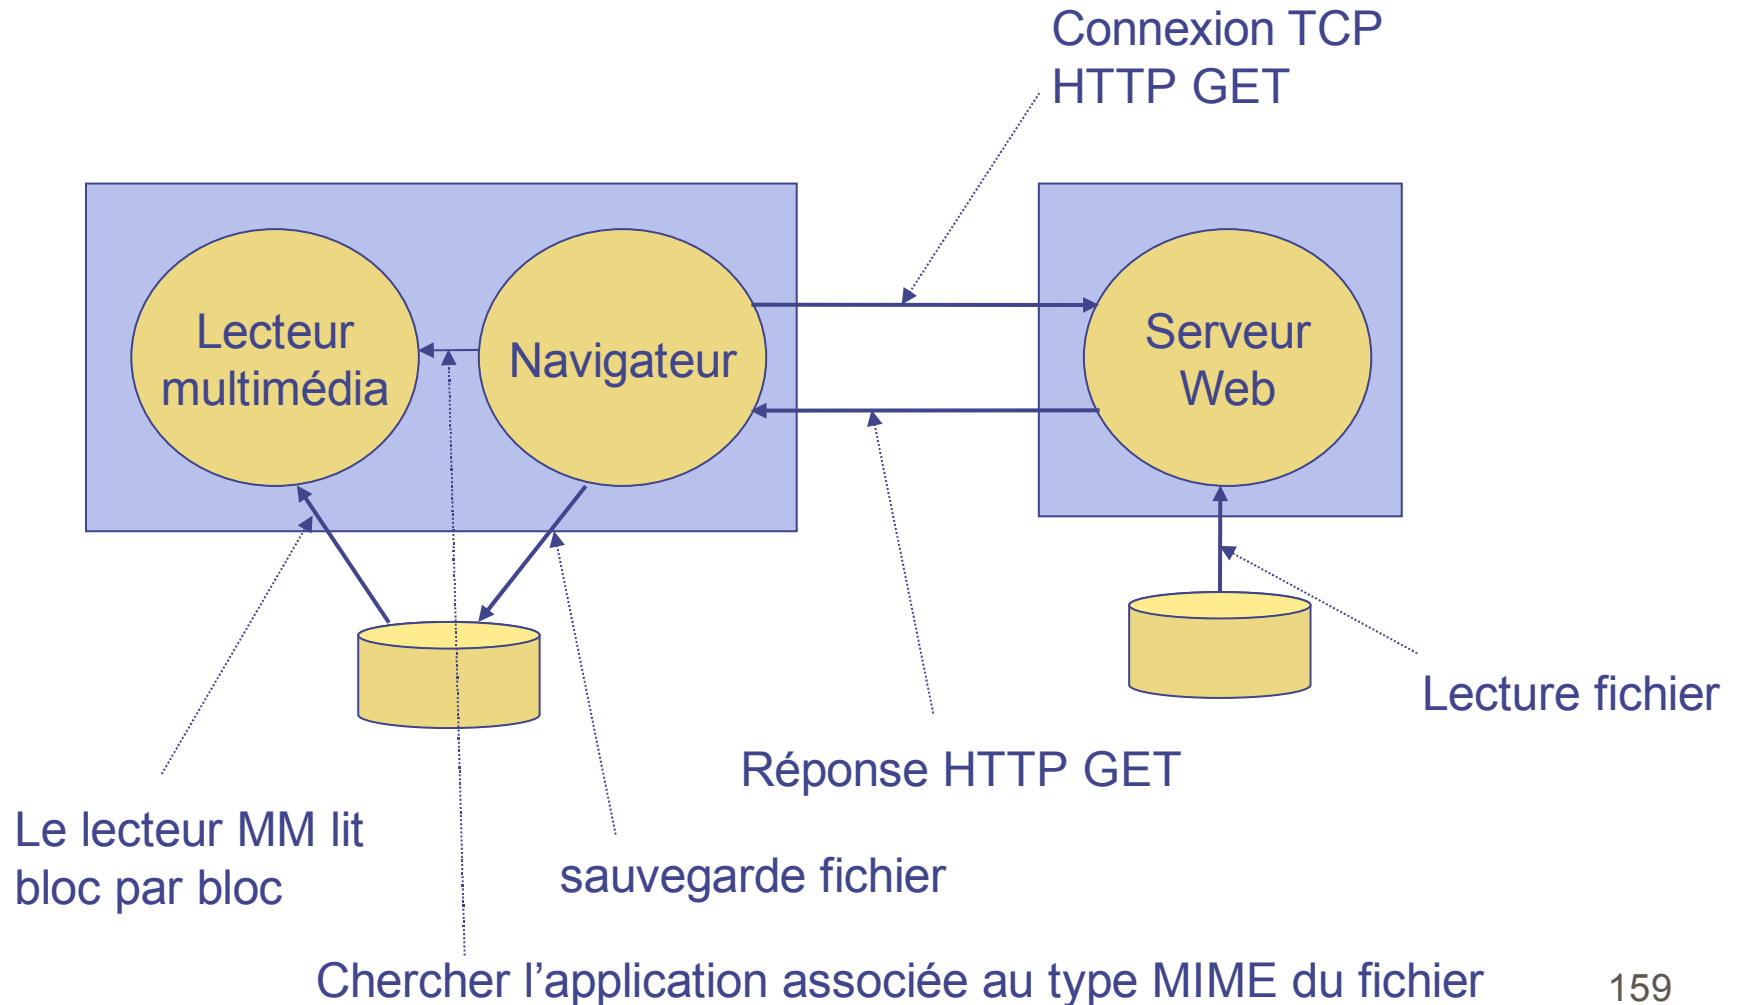 Connexion TCP
HTTP GET
Lecteur
multimédia
Navigateur
Serveur
Web
Lecture fichier
Réponse HTTP GET
Le lecteur MM lit
bloc par bloc
sauvegarde fichier
Chercher l’application associée au type MIME du fichier
159